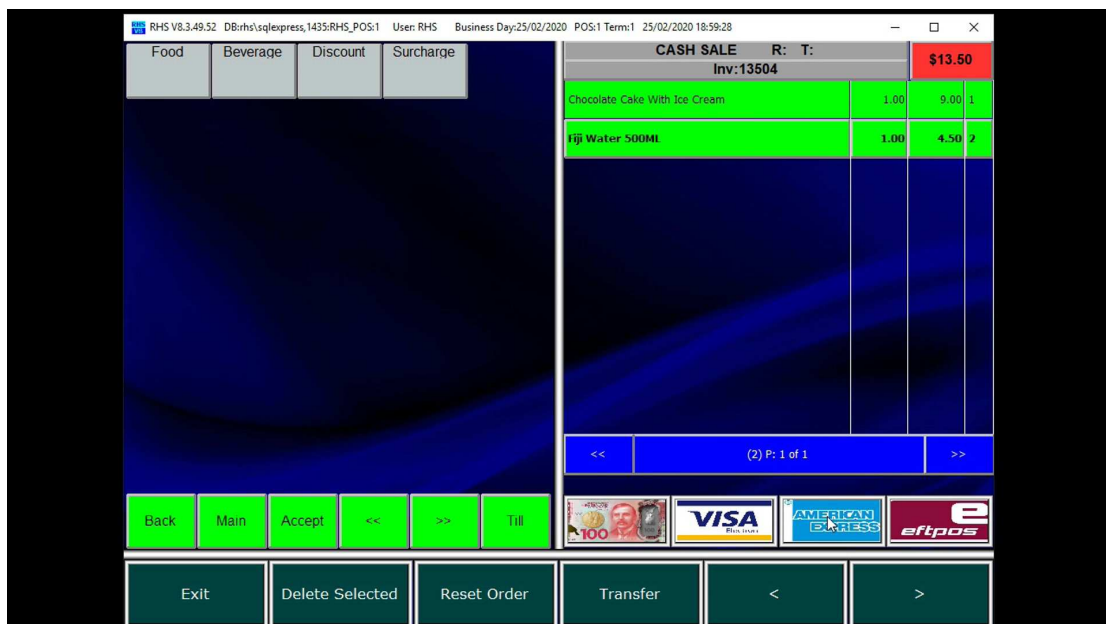 RHS V8.3.49.52 DB:rhs\sqlexpress,1435:RHS_POS:1 User: RHS Business Day:25/02/2020 POS:1 Term:1 25/02/2020 18:59:28
Food Beverage Discount Surcharge
CASH SALE R: T:
Inv:13504
$13.50
Chocolate Cake With Ice Cream 1.00 9.00 1
Fiji Water 500ML 1.00 4.50 2
<< (2) P: 1 of 1 >>
Back Main Accept << >> Till
100
VISA
Electron
AMERICAN
EXPRESS
e
eftpos
Exit Delete Selected Reset Order Transfer < >